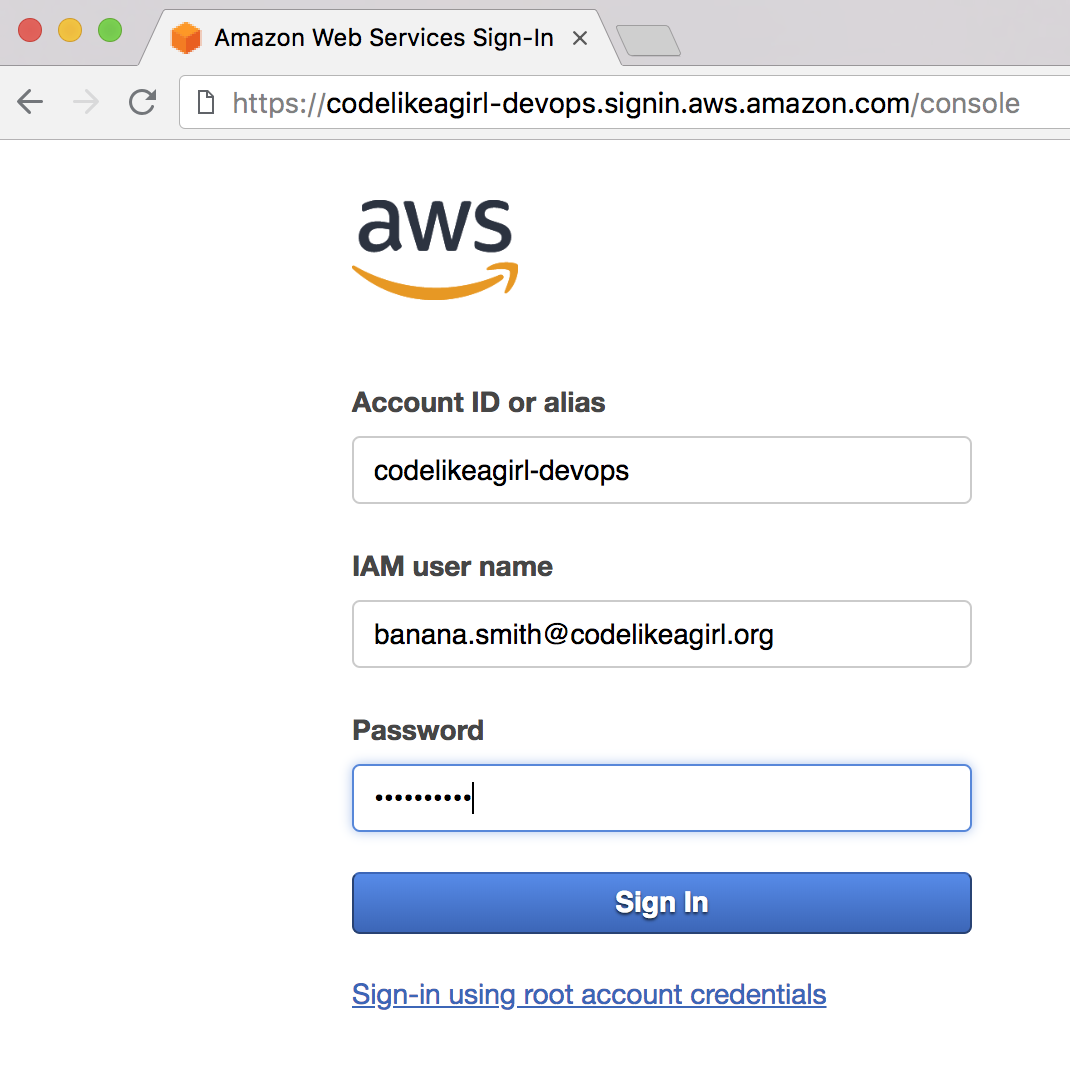 Amazon Web Services Sign-In
https://codelikeagirl-devops.signin.aws.amazon.com/console
aws
Account ID or alias
codelikeagirl-devops
IAM user name
banana.smith@codelikeagirl.org
Password
••••••••••
Sign In
Sign-in using root account credentials